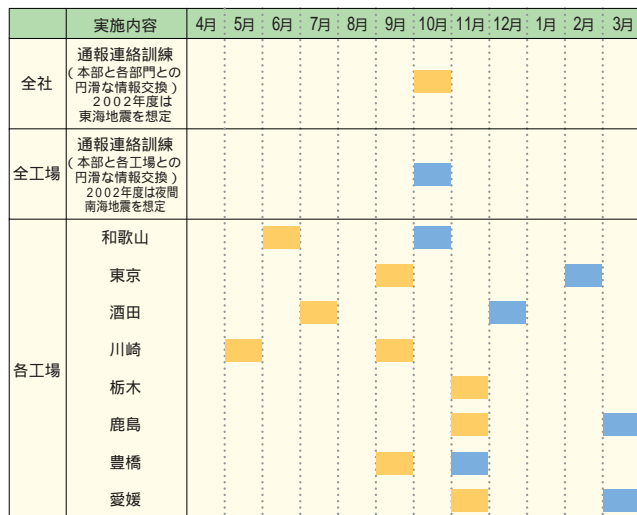 実施内容 4月 5月 6月 7月 8月 9月 10月 11月 12月 1月 2月 3月
全社
通報連絡訓練
(本部と各部門との
円滑な情報交換)
2002年度は
東海地震を想定
全工場
通報連絡訓練
(本部と各工場との
円滑な情報交換)
2002年度は夜間
南海地震を想定
各工場
和歌山
東京
酒田
川崎
栃木
鹿島
豊橋
愛媛